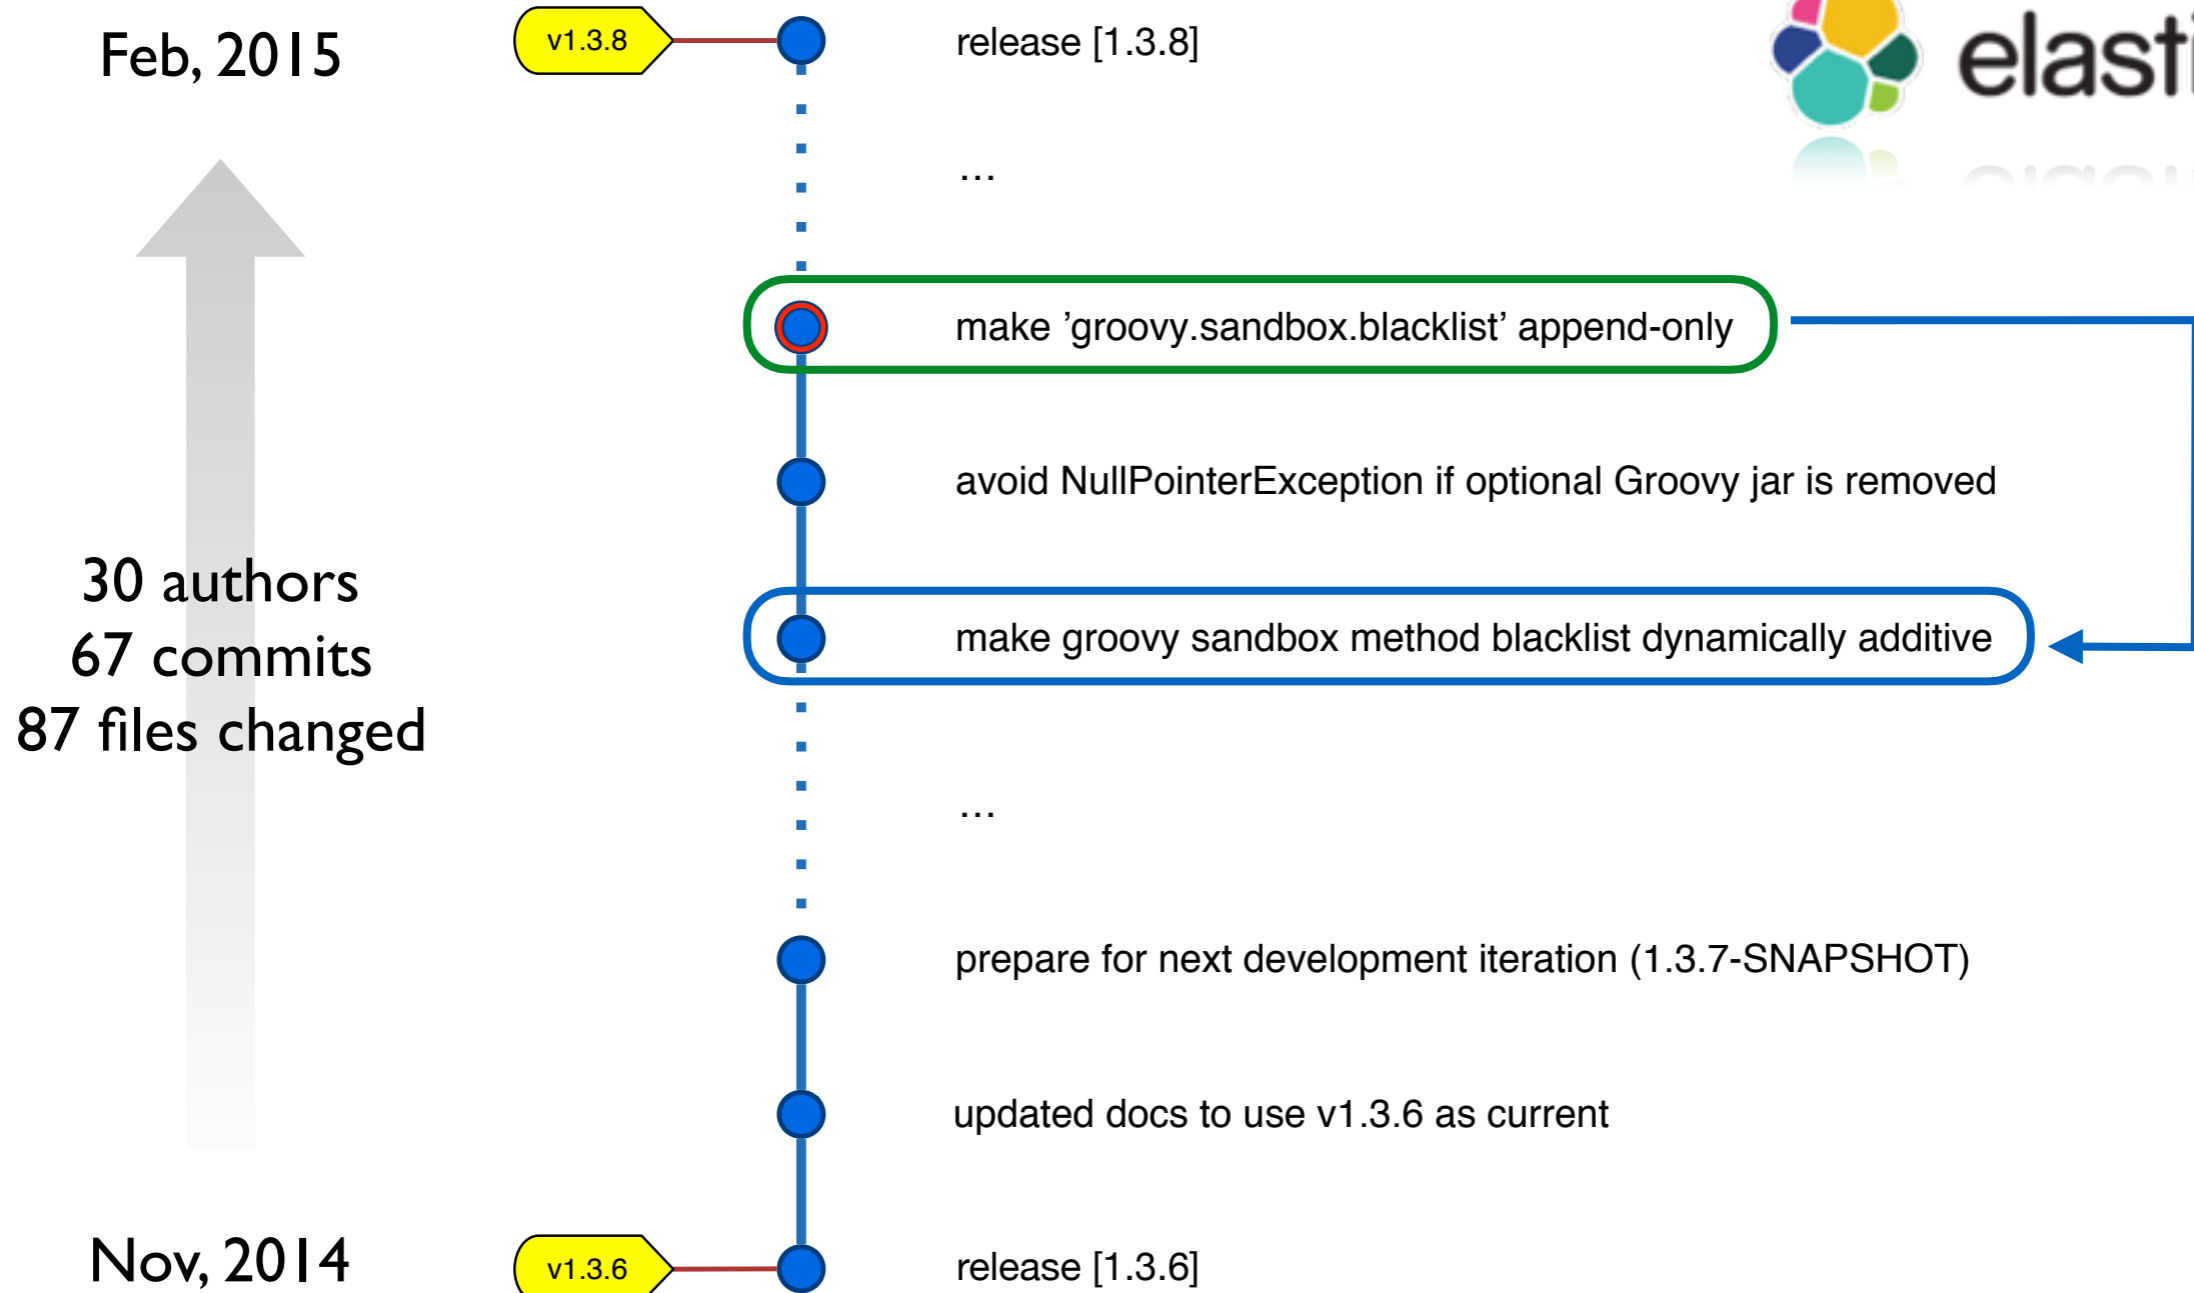 Feb, 2015
v1.3.8
release [1.3.8]
elasti
...
make 'groovy.sandbox.blacklist' append-only
avoid NullPointerException if optional Groovy jar is removed
30 authors
67 commits
87 files changed
make groovy sandbox method blacklist dynamically additive
...
prepare for next development iteration (1.3.7-SNAPSHOT)
updated docs to use v1.3.6 as current
Nov, 2014
v1.3.6
release [1.3.6]